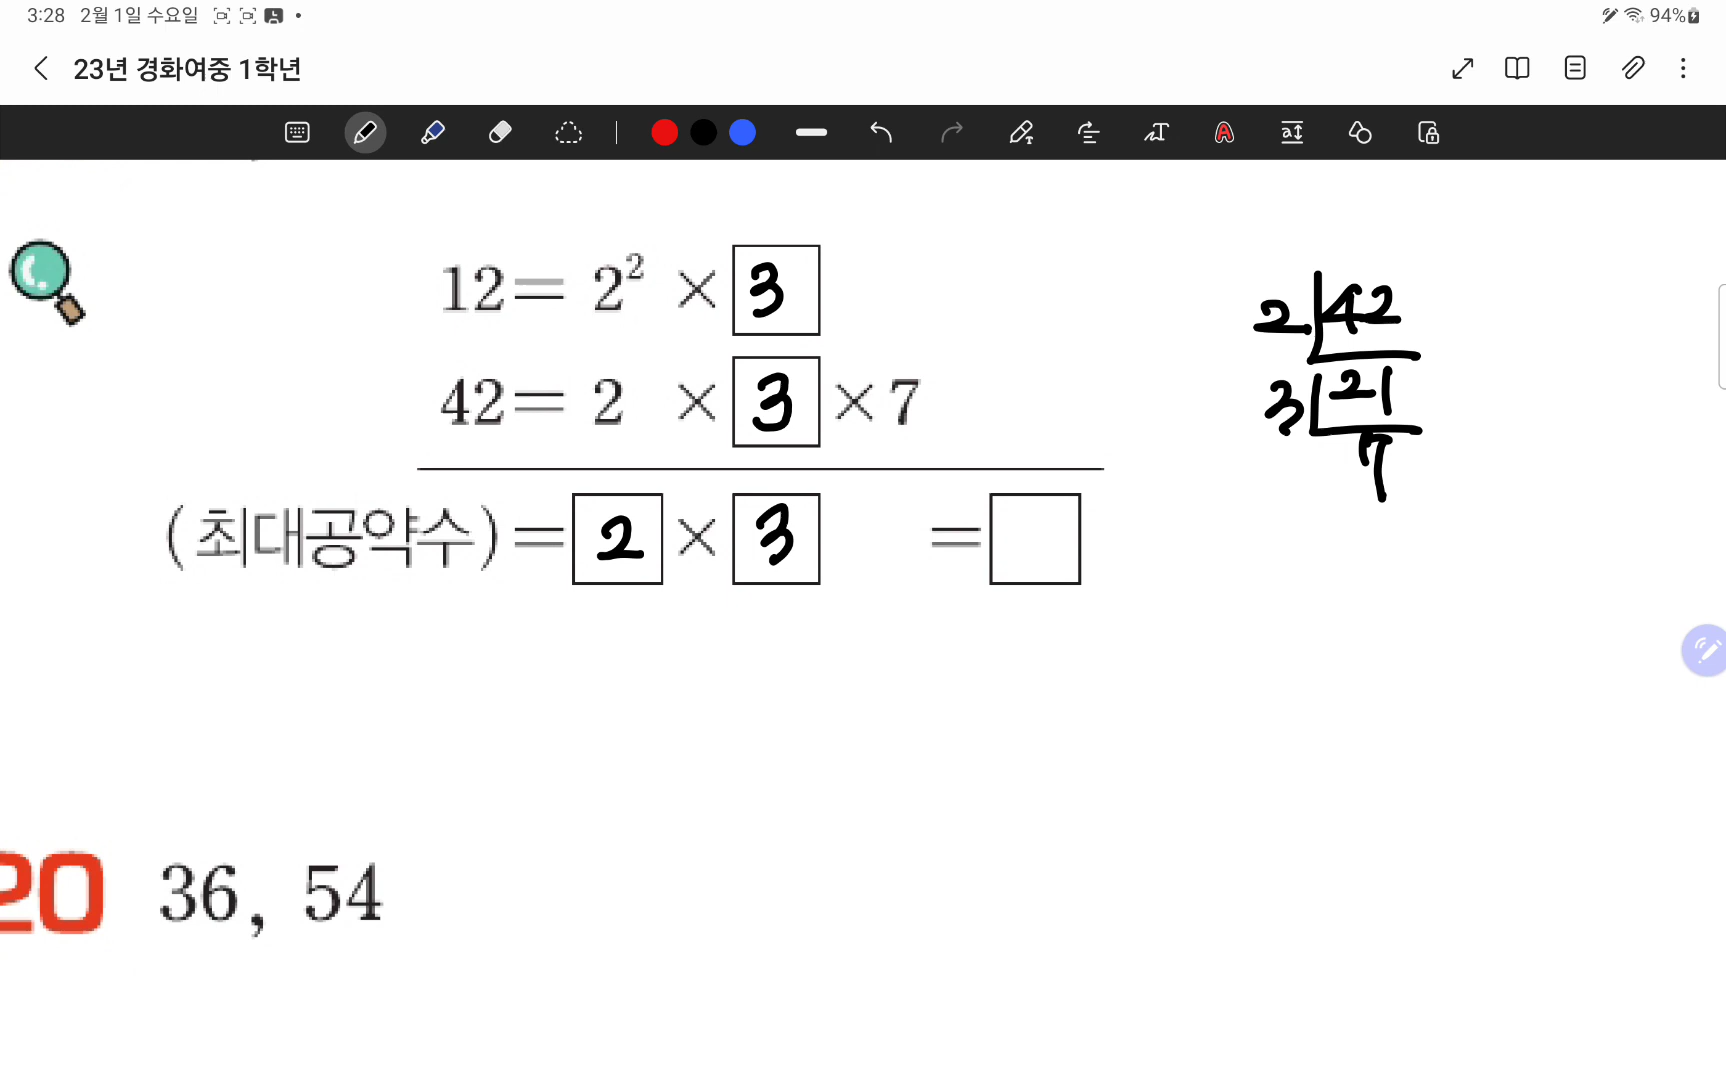 3:28 2월 1일 수요일 94%
23년 경화여중 1학년
12= 2² × 3
42= 2 × 3 × 7
(최대공약수) = 2 × 3 =
2 42
3 21
7
20 36, 54